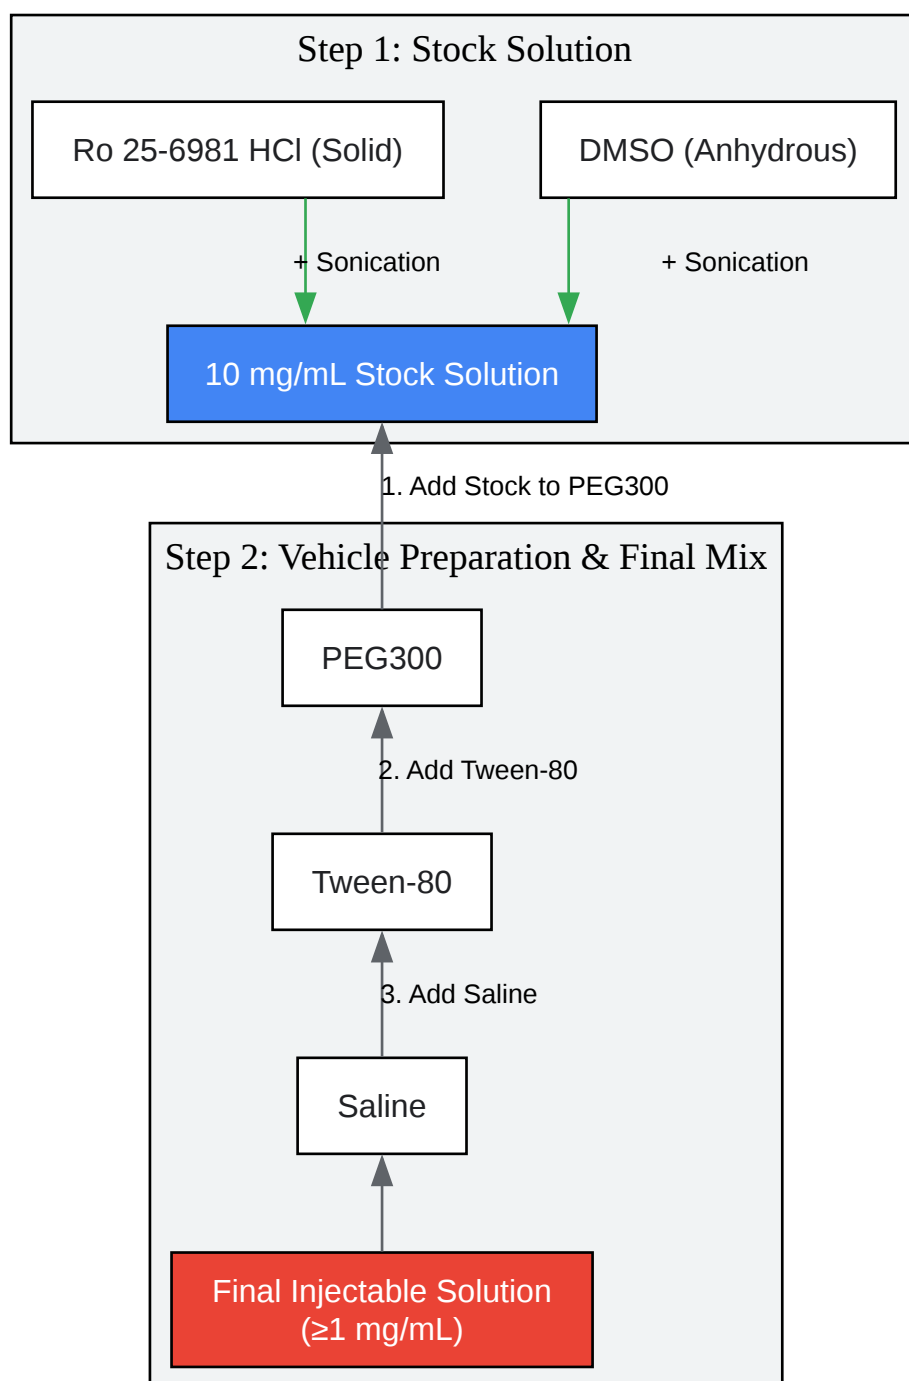 Step 1: Stock Solution
Ro 25-6981 HCl (Solid)
DMSO (Anhydrous)
+ Sonication
+ Sonication
10 mg/mL Stock Solution
1. Add Stock to PEG300
Step 2: Vehicle Preparation & Final Mix
PEG300
2. Add Tween-80
Tween-80
3. Add Saline
Saline
Final Injectable Solution
(≥1 mg/mL)